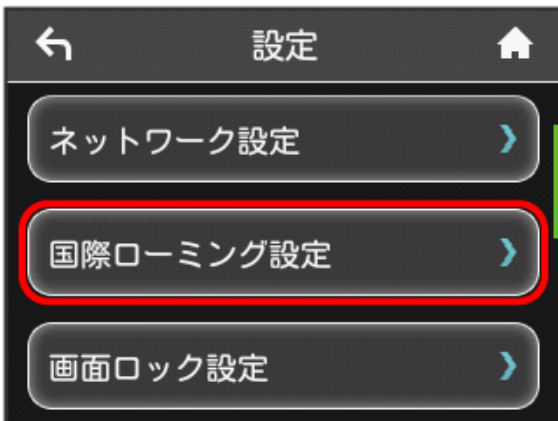 設定
ネットワーク設定
国際ローミング設定
画面ロック設定